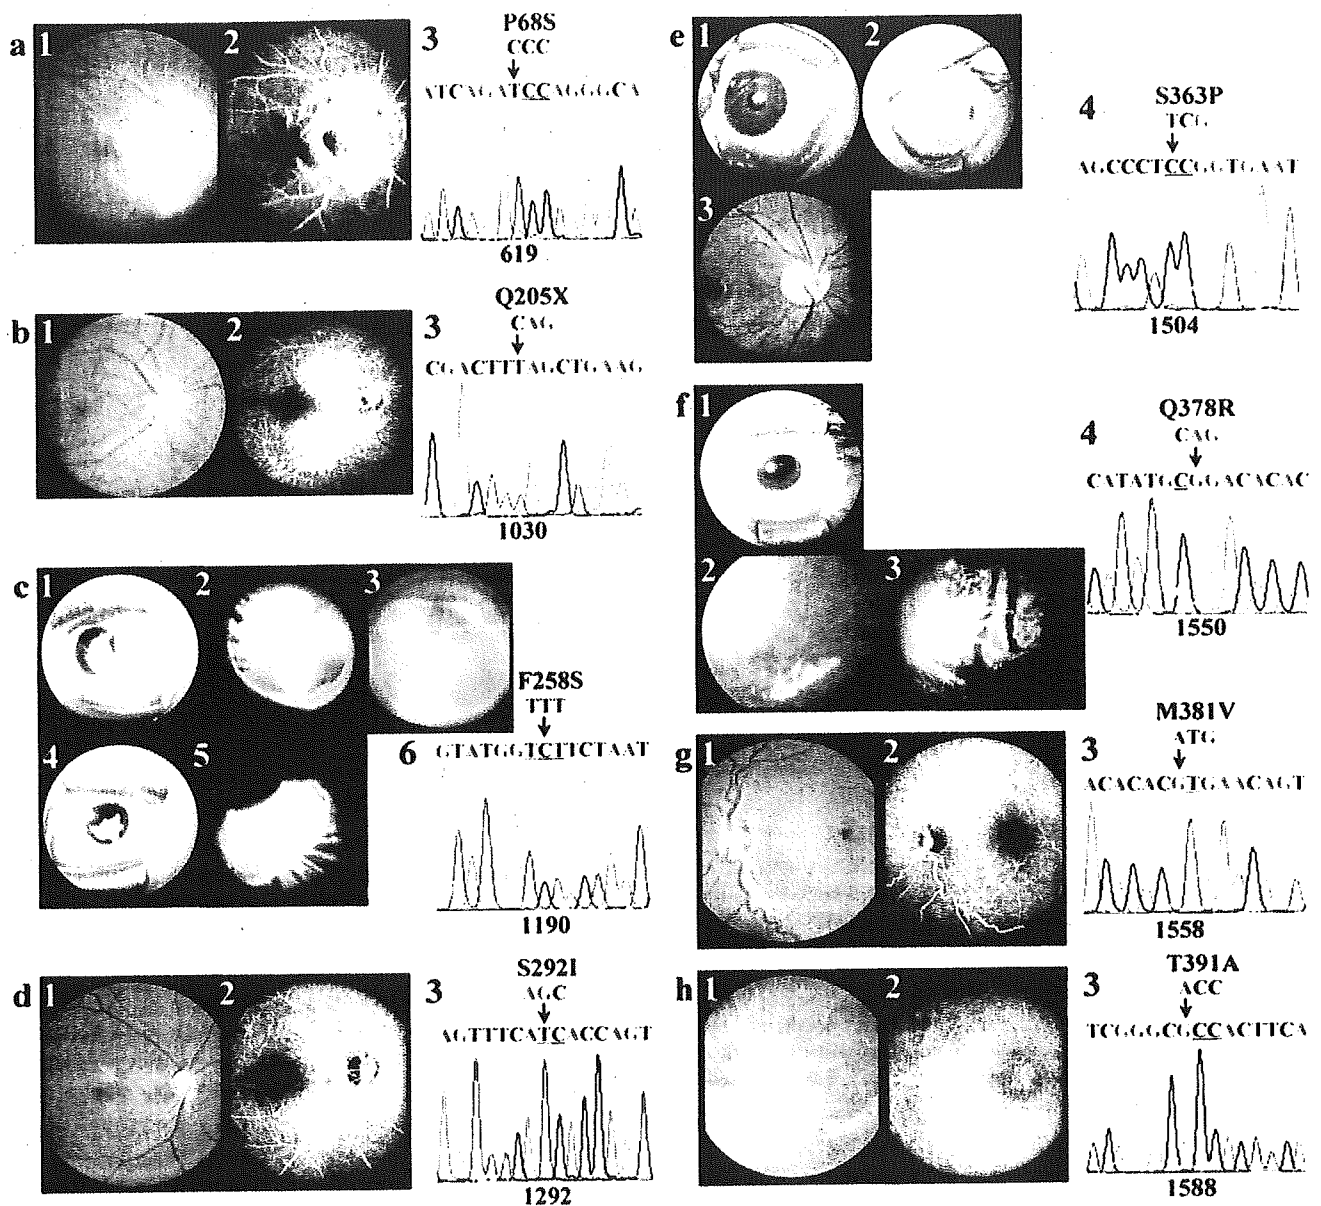 a 1 2 3 P68S
CCC
ATCAGATCCAGGGCA
619
b 1 2 3 Q205X
CAG
CGACTTTAGCTGAAG
1030
c 1 2 3
4 5 6 F258S
TTT
GTATGGTCTTCTAAT
1190
d 1 2 3 S292I
AGC
AGTTTCATCACCAGT
1292
e 1 2
3
4 S363P
TCG
AGCCCTCCGGTGAAT
1504
f 1
2 3
4 Q378R
CAG
CATATGCGGACACAC
1550
g 1 2 3 M381V
ATG
ACACACGTGAACAGT
1558
h 1 2 3 T391A
ACC
TCGGGCGCCACTTCA
1588